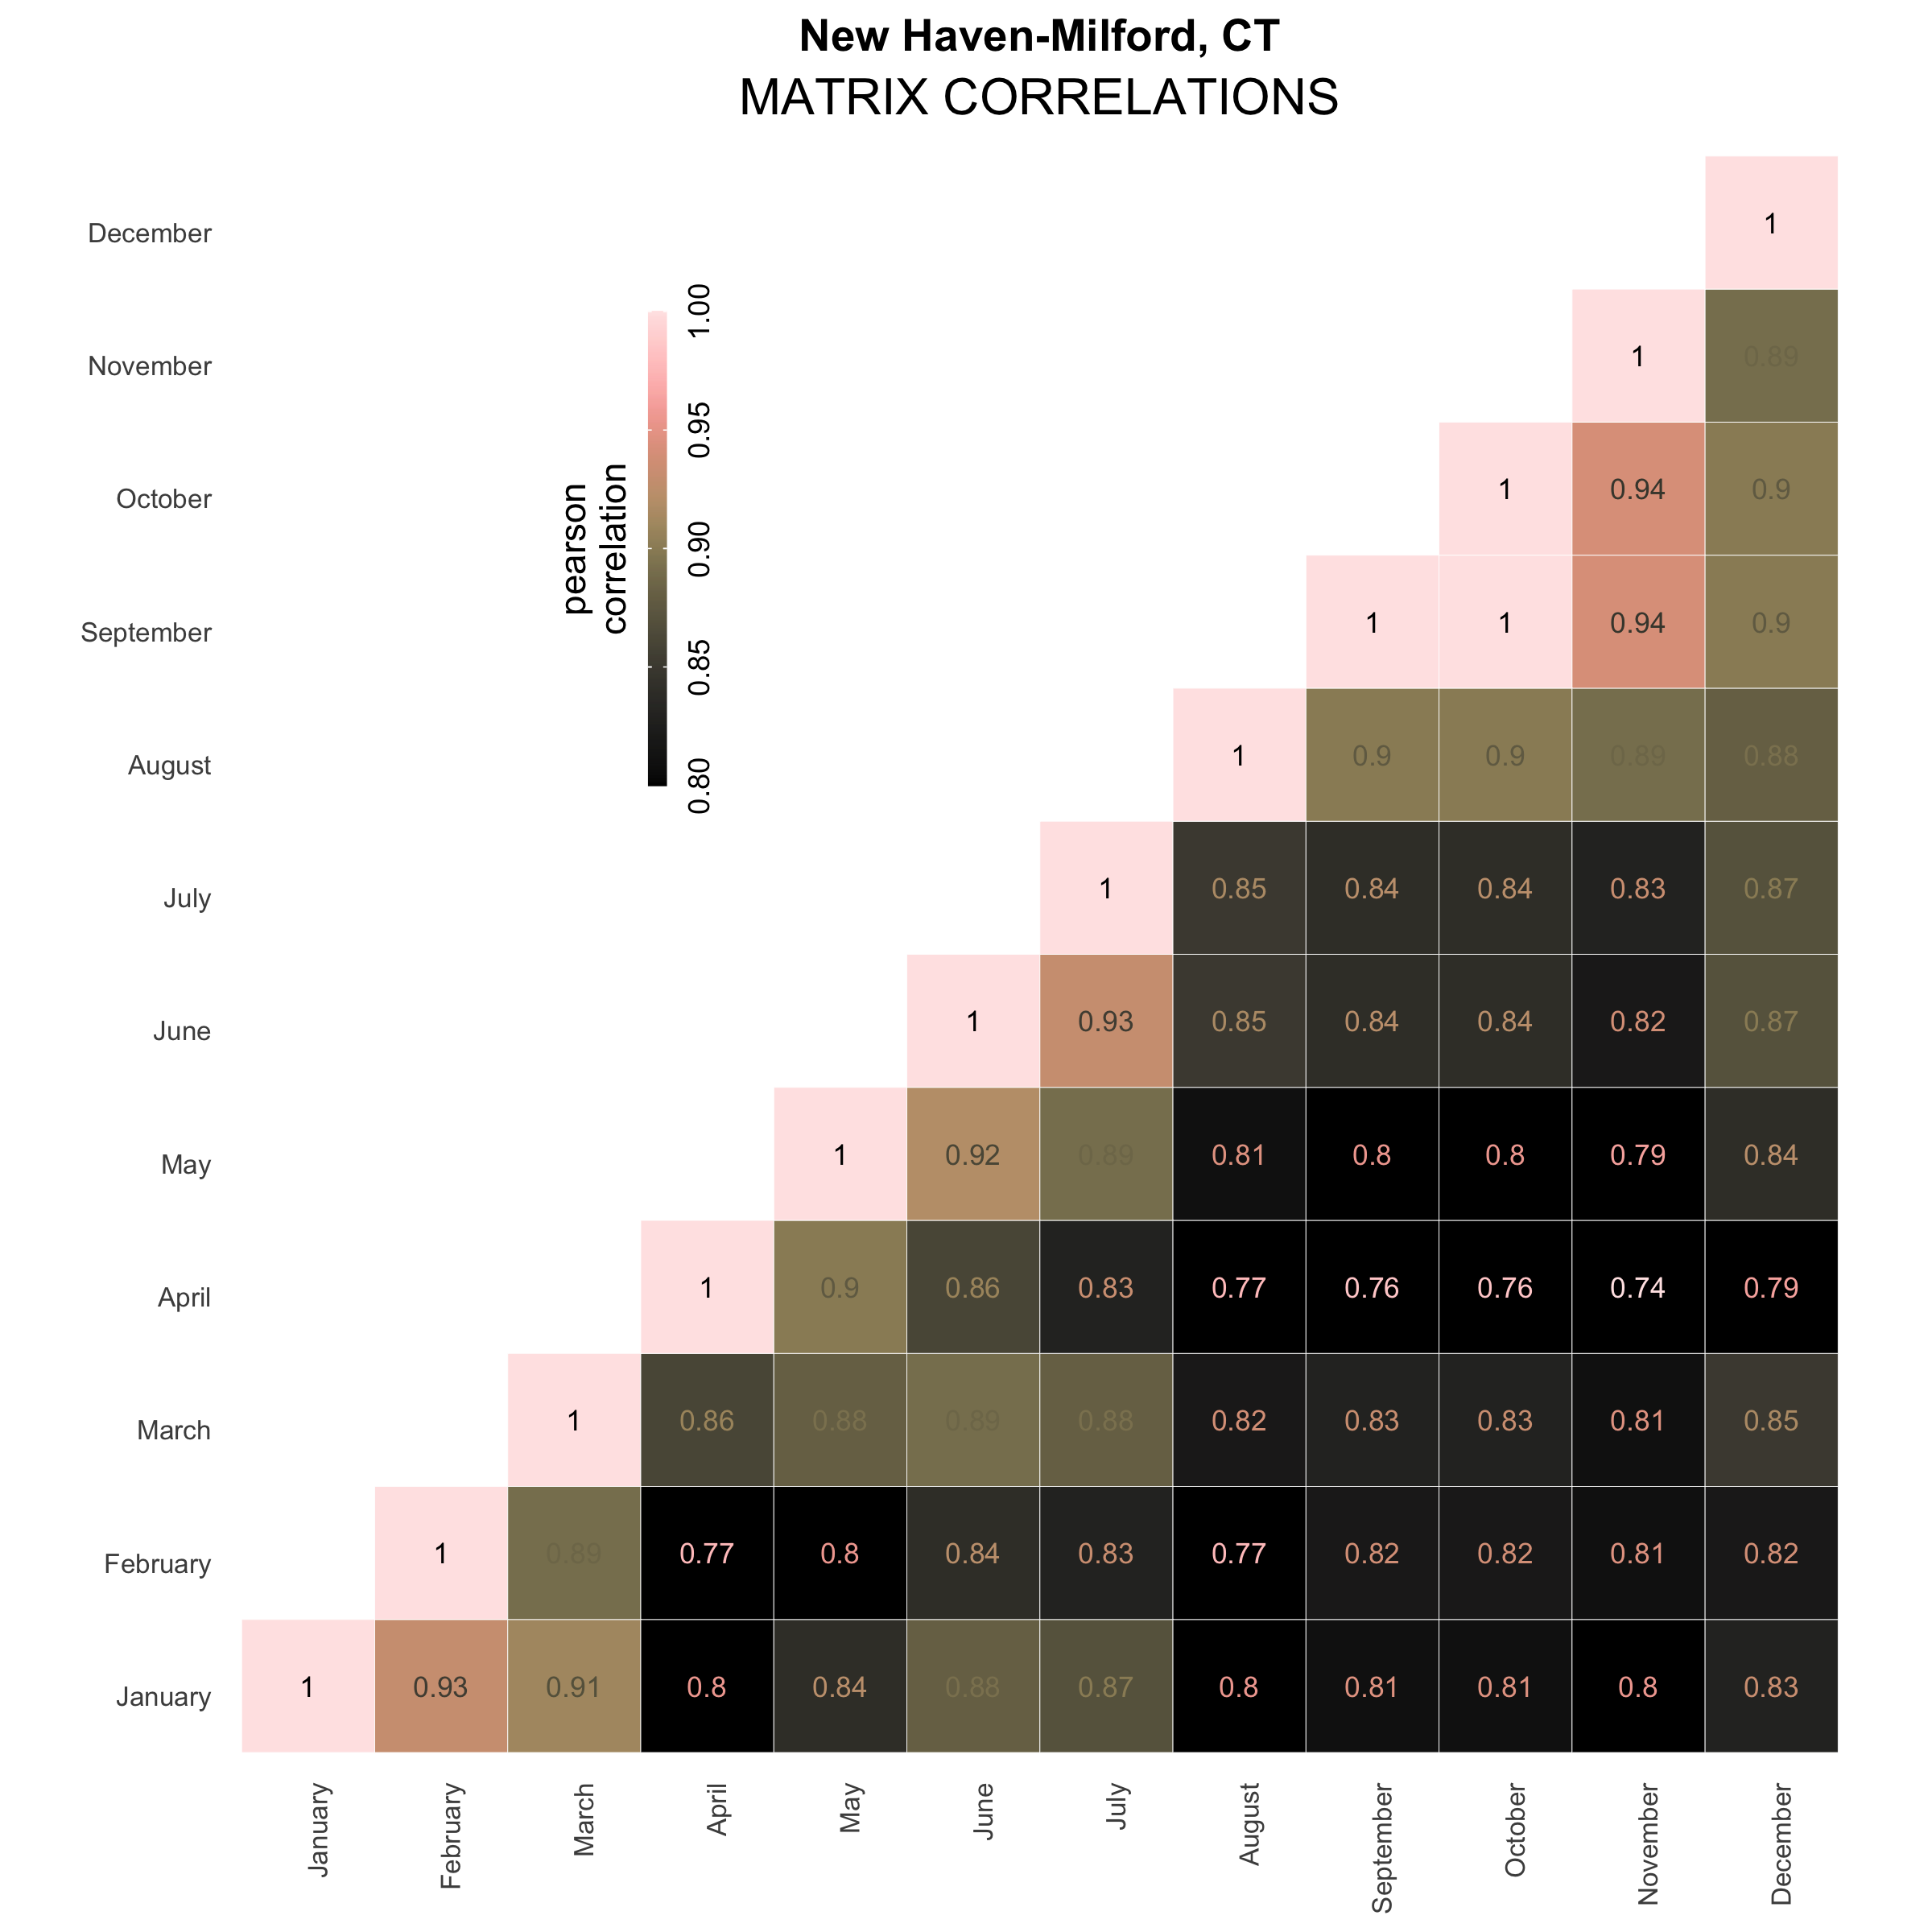 New Haven-Milford, CT
MATRIX CORRELATIONS
pearson
correlation
1.00
0.95
0.90
0.85
0.80
December 1
November 1 0.89
October 1 0.94 0.9
September 1 1 0.94 0.9
August 1 0.9 0.9 0.89 0.88
July 1 0.85 0.84 0.84 0.83 0.87
June 1 0.93 0.85 0.84 0.84 0.82 0.87
May 1 0.92 0.89 0.81 0.8 0.8 0.79 0.84
April 1 0.9 0.86 0.83 0.77 0.76 0.76 0.74 0.79
March 1 0.86 0.88 0.89 0.88 0.82 0.83 0.83 0.81 0.85
February 1 0.89 0.77 0.8 0.84 0.83 0.77 0.82 0.82 0.81 0.82
January 1 0.93 0.91 0.8 0.84 0.88 0.87 0.8 0.81 0.81 0.8 0.83
January February March April May June July August September October November December